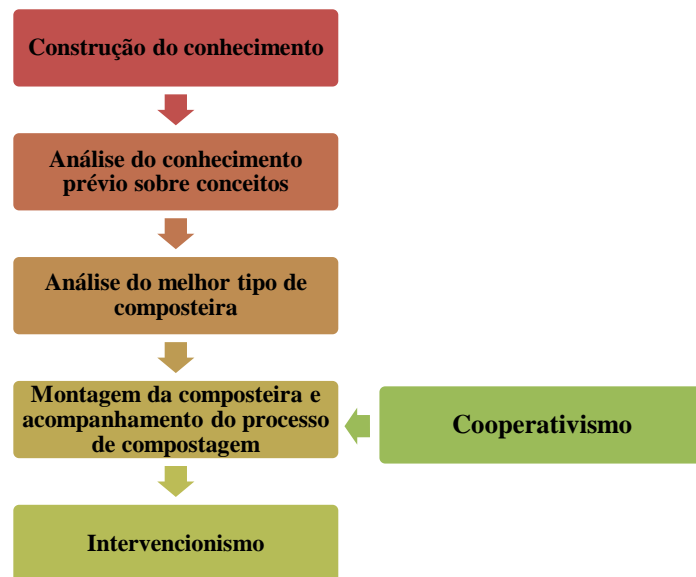 Construção do conhecimento
Análise do conhecimento
prévio sobre conceitos
Análise do melhor tipo de
composteira
Montagem da composteira e
acompanhamento do processo
de compostagem
Cooperativismo
Intervencionismo